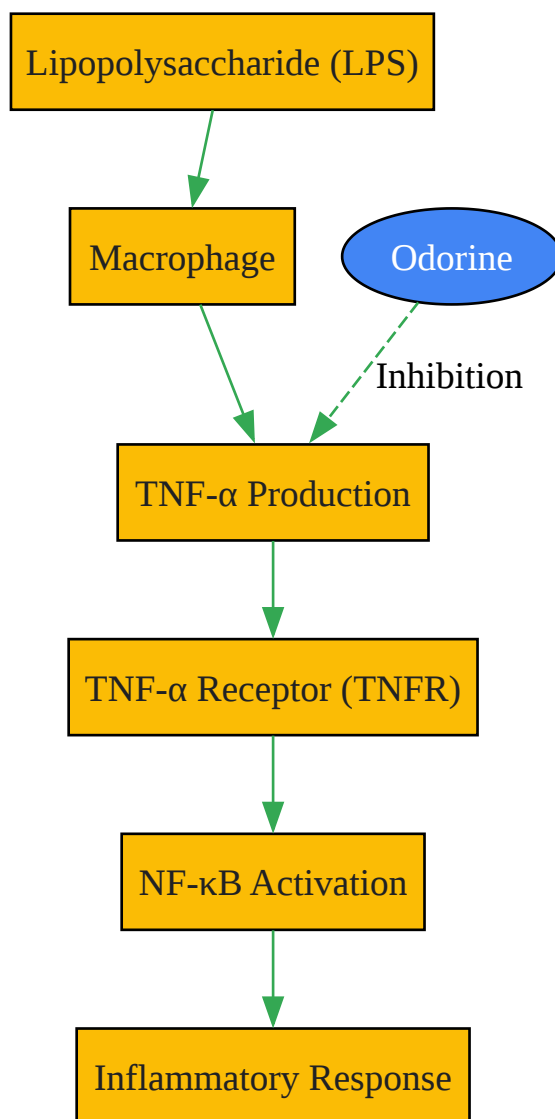 Lipopolysaccharide (LPS)
Macrophage
Odorine
Inhibition
TNF-α Production
TNF-α Receptor (TNFR)
NF-κB Activation
Inflammatory Response